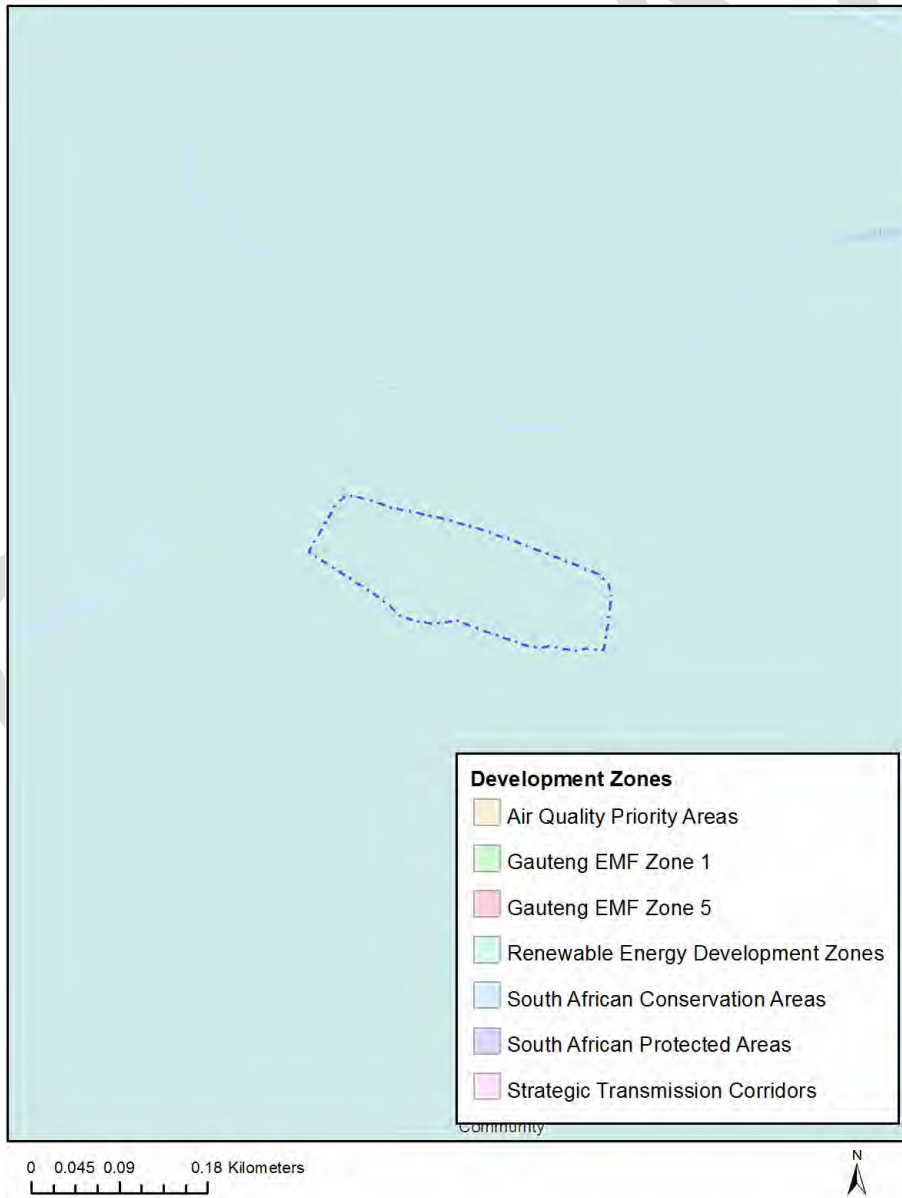 Development Zones
Air Quality Priority Areas
Gauteng EMF Zone 1
Gauteng EMF Zone 5
Renewable Energy Development Zones
South African Conservation Areas
South African Protected Areas
Strategic Transmission Corridors
Community
0 0.045 0.09 0.18 Kilometers
N